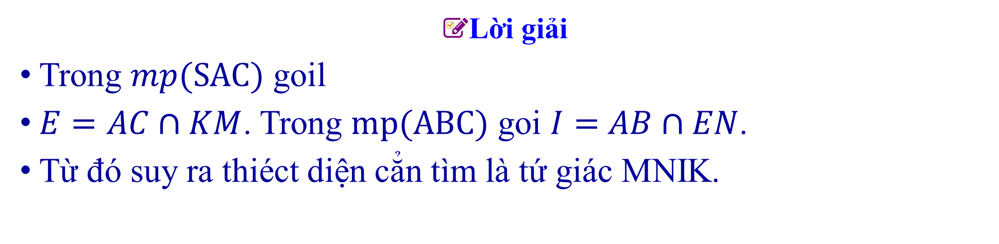 Lời giải
• Trong mp(SAC) goil
• E = AC ∩ KM. Trong mp(ABC) goi I = AB ∩ EN.
• Từ đó suy ra thiéct diện cẳn tìm là tứ giác MNIK.